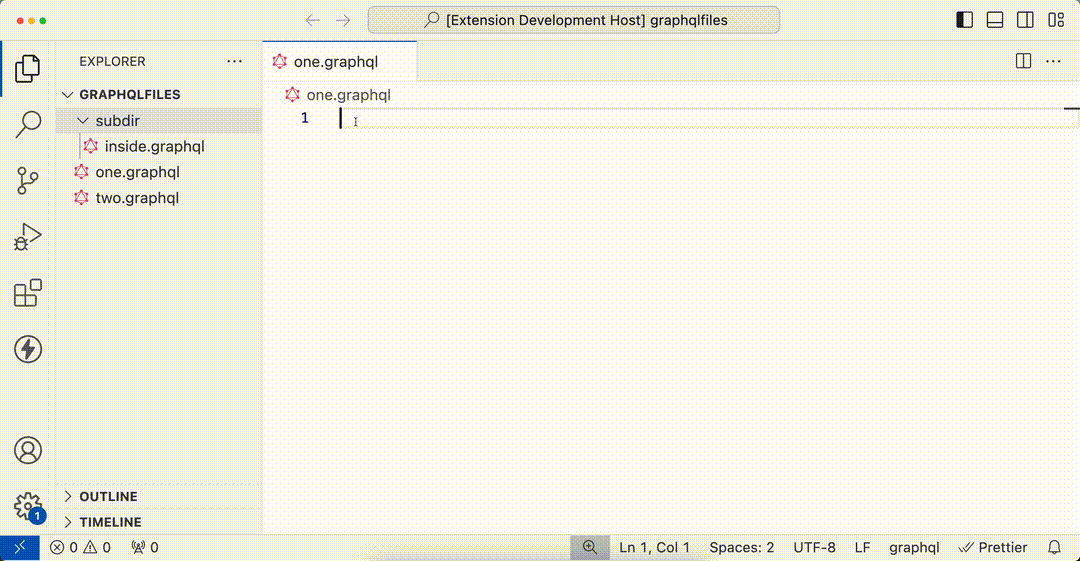 [Extension Development Host] graphqlfiles
EXPLORER
GRAPHQLFILES
subdir
inside.graphql
one.graphql
two.graphql
OUTLINE
TIMELINE
one.graphql
one.graphql
1
1
0 0 0
Ln 1, Col 1 Spaces: 2 UTF-8 LF graphql Prettier